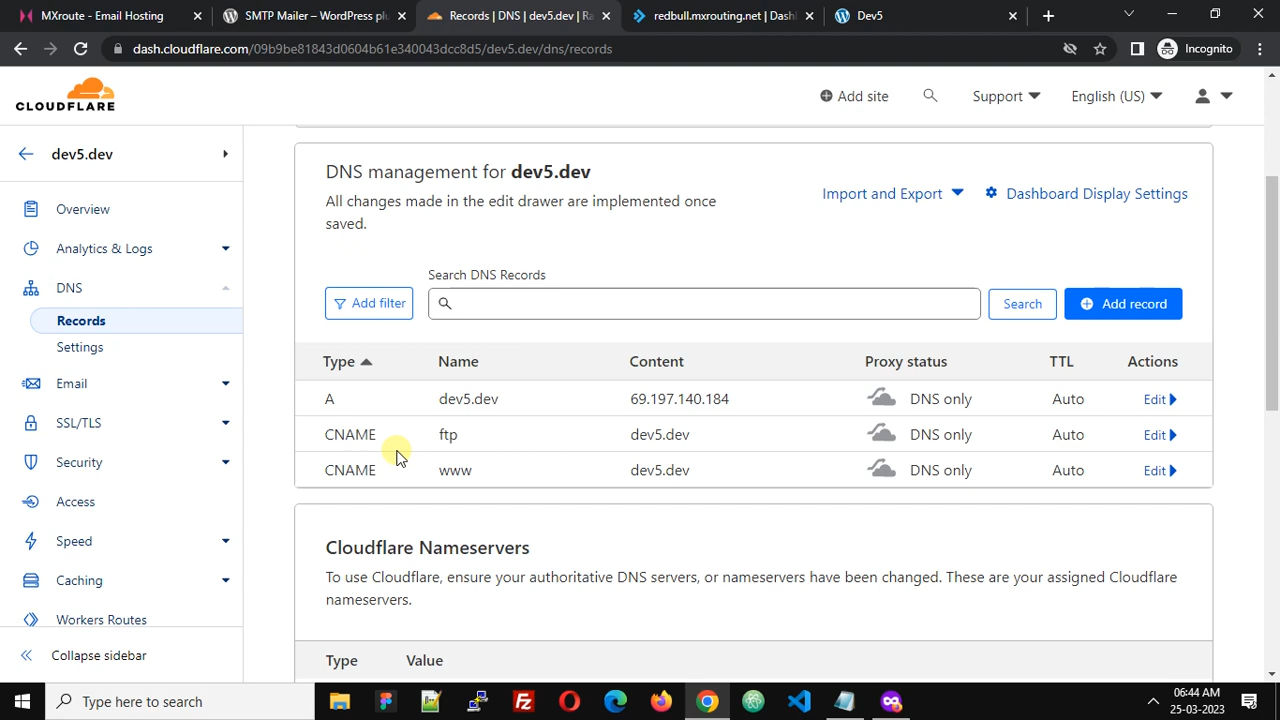 MXroute - Email Hosting
SMTP Mailer – WordPress plu
Records | DNS | dev5.dev | Ra
redbull.mxrouting.net | Dashl
Dev5
dash.cloudflare.com/09b9be81843d0604b61e340043dcc8d5/dev5.dev/dns/records
Incognito
CLOUDFLARE
Add site
Support
English (US)
dev5.dev
Overview
Analytics & Logs
DNS
Records
Settings
Email
SSL/TLS
Security
Access
Speed
Caching
Workers Routes
Collapse sidebar
DNS management for dev5.dev
All changes made in the edit drawer are implemented once
saved.
Import and Export
Dashboard Display Settings
Search DNS Records
Add filter
Search
Add record
Type Name Content Proxy status TTL Actions
A dev5.dev 69.197.140.184 DNS only Auto Edit
CNAME ftp dev5.dev DNS only Auto Edit
CNAME www dev5.dev DNS only Auto Edit
Cloudflare Nameservers
To use Cloudflare, ensure your authoritative DNS servers, or nameservers have been changed. These are your assigned Cloudflare
nameservers.
Type Value
Type here to search
06:44 AM
25-03-2023